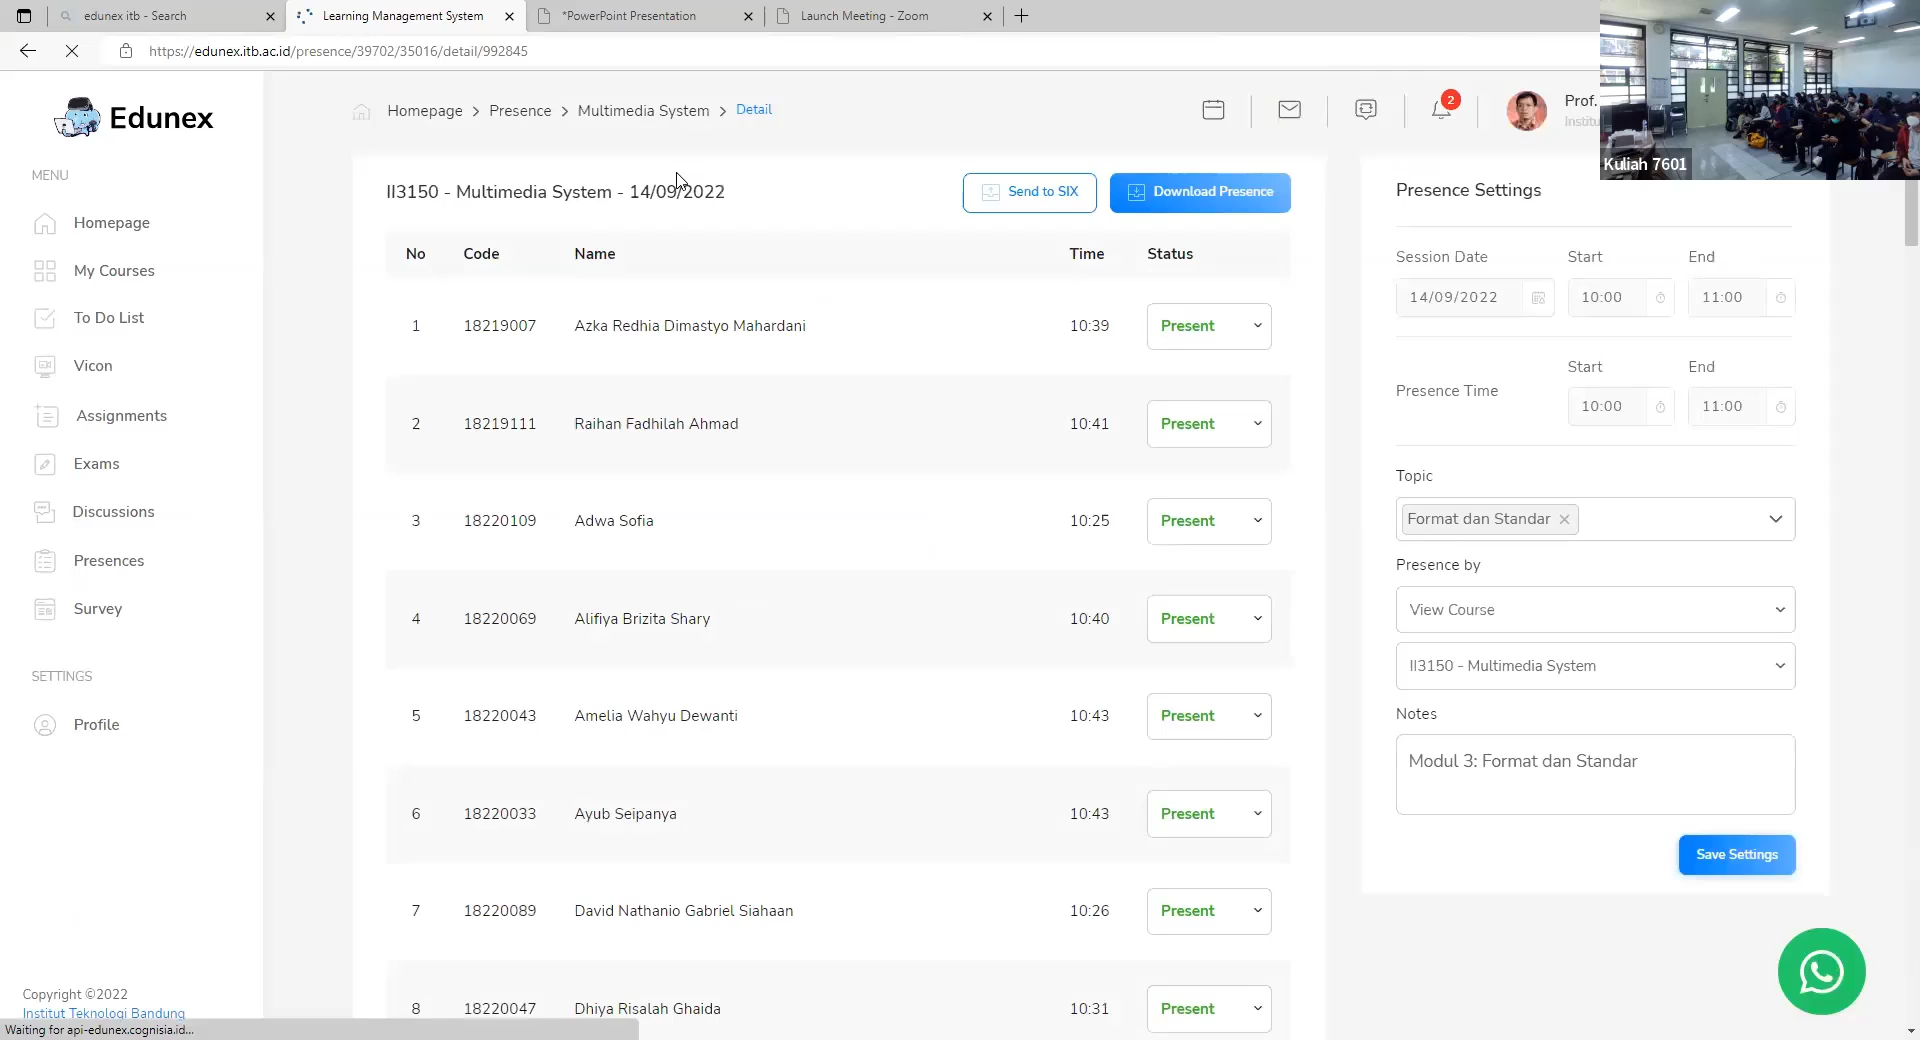 edunex itb - Search
Learning Management System
*PowerPoint Presentation
Launch Meeting - Zoom
https://edunex.itb.ac.id/presence/39702/35016/detail/992845
Edunex
Homepage > Presence > Multimedia System > Detail
2
Prof.
Kuliah 7601
MENU
Homepage
My Courses
To Do List
Vicon
Assignments
Exams
Discussions
Presences
Survey
SETTINGS
Profile
Copyright ©2022
Institut Teknologi Bandung
Waiting for api-edunex.cognisia.id...
II3150 - Multimedia System - 14/09/2022
Send to SIX
Download Presence
No Code Name Time Status
1 18219007 Azka Redhia Dimastyo Mahardani 10:39 Present
2 18219111 Raihan Fadhilah Ahmad 10:41 Present
3 18220109 Adwa Sofia 10:25 Present
4 18220069 Alifiya Brizita Shary 10:40 Present
5 18220043 Amelia Wahyu Dewanti 10:43 Present
6 18220033 Ayub Seipanya 10:43 Present
7 18220089 David Nathanio Gabriel Siahaan 10:26 Present
8 18220047 Dhiya Risalah Ghaida 10:31 Present
Presence Settings
Session Date Start End
14/09/2022 10:00 11:00
Start End
Presence Time
10:00 11:00
Topic
Format dan Standar
Presence by
View Course
II3150 - Multimedia System
Notes
Modul 3: Format dan Standar
Save Settings